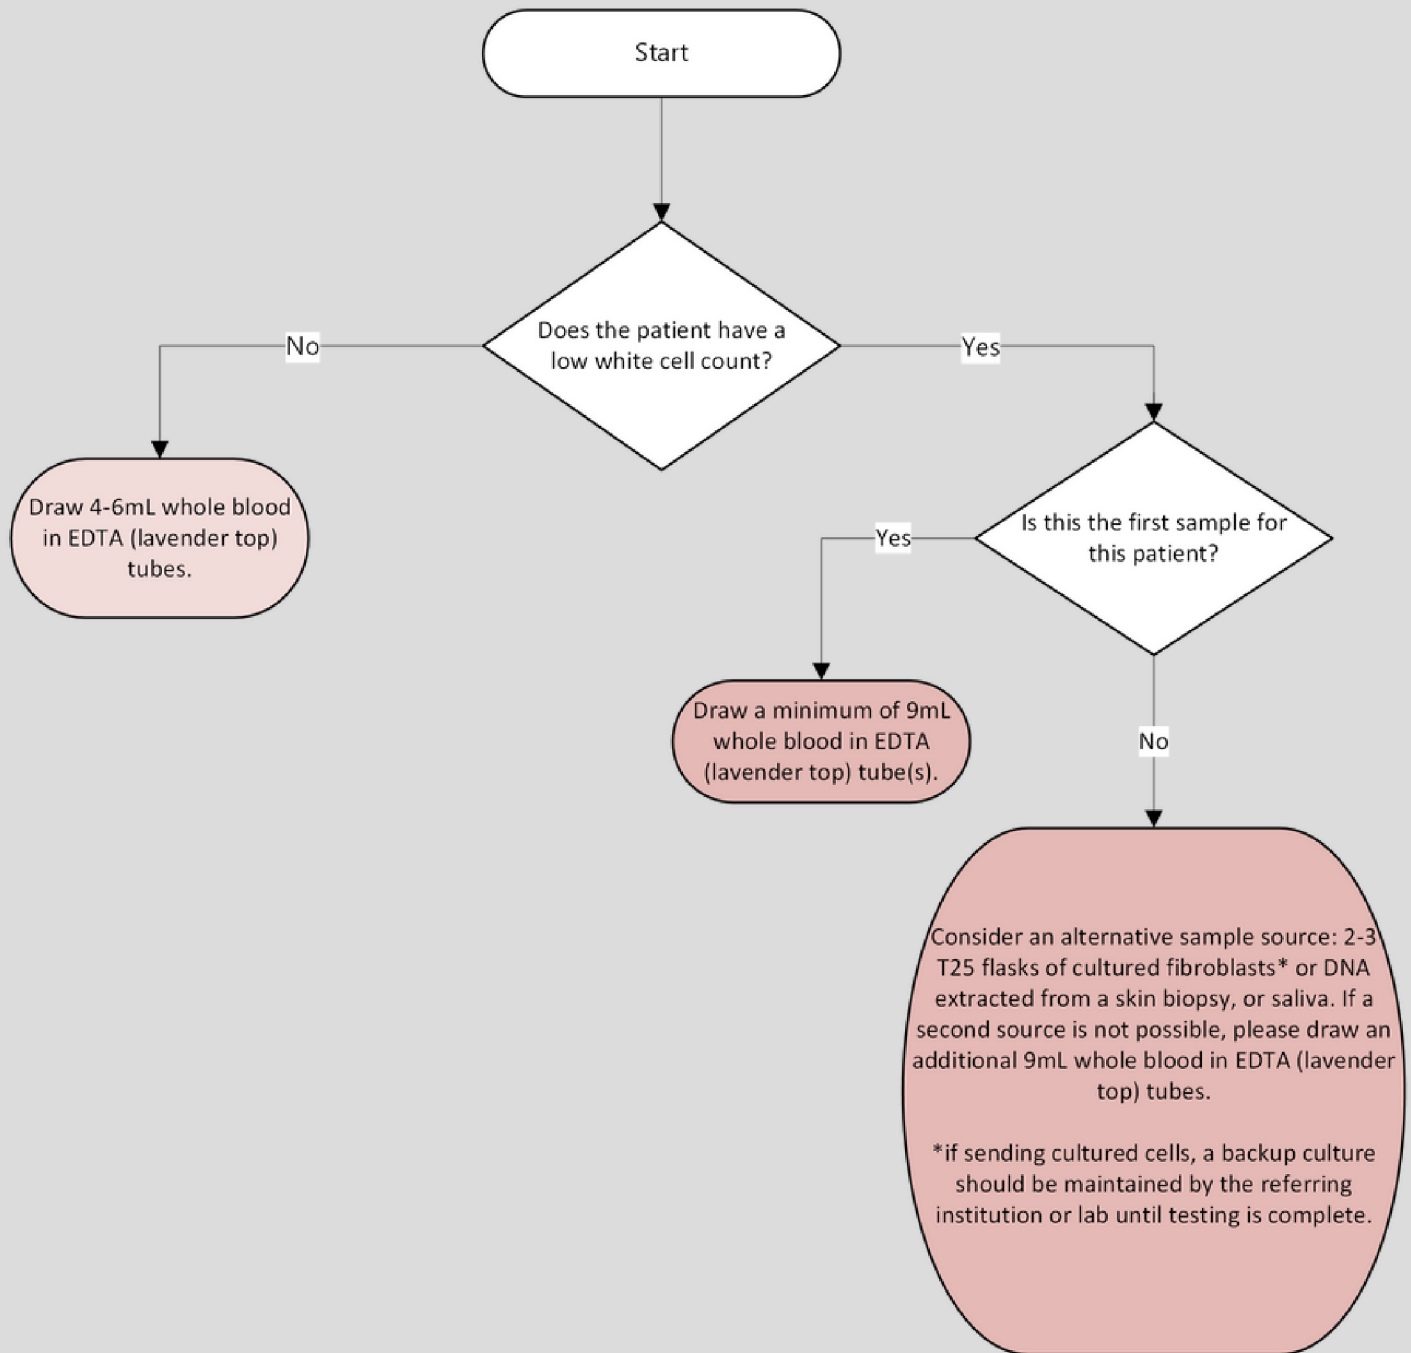 Start
Does the patient have a
low white cell count?
No
Yes
Draw 4-6mL whole blood
in EDTA (lavender top)
tubes.
Is this the first sample for
this patient?
Yes
Draw a minimum of 9mL
whole blood in EDTA
(lavender top) tube(s).
No
Consider an alternative sample source: 2-3
T25 flasks of cultured fibroblasts* or DNA
extracted from a skin biopsy, or saliva. If a
second source is not possible, please draw an
additional 9mL whole blood in EDTA (lavender
top) tubes.
*if sending cultured cells, a backup culture
should be maintained by the referring
institution or lab until testing is complete.